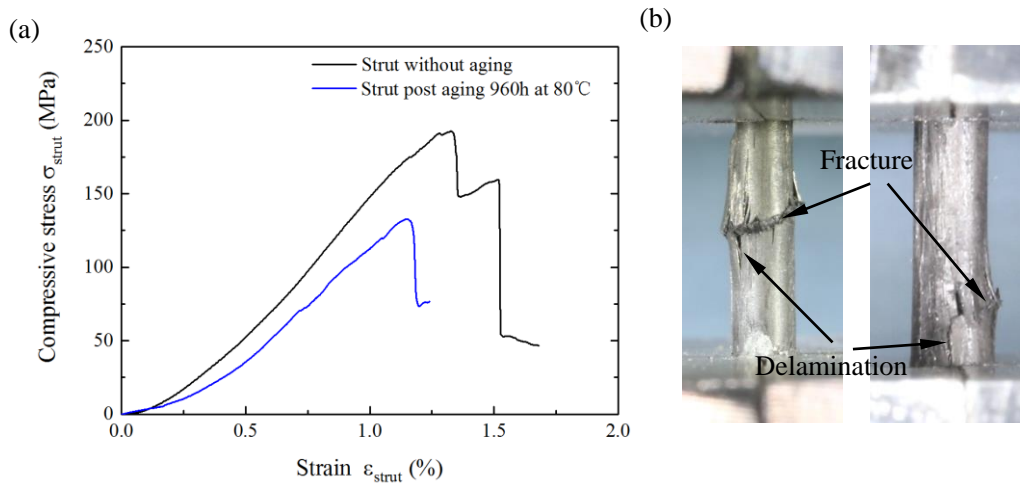 (a)
250
200
150
100
50
0
Compressive stress σstrut (MPa)
Strut without aging
Strut post aging 960h at 80℃
0.0 0.5 1.0 1.5 2.0
Strain εstrut (%)
(b)
Fracture
Delamination